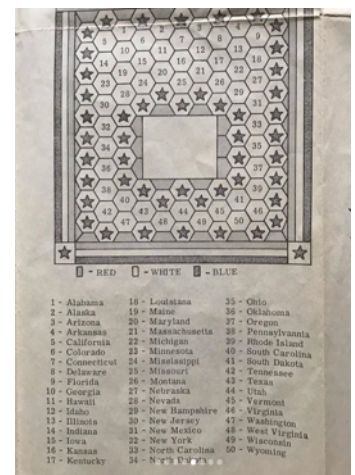 1 2 3 4
5 9
10 11 12 13
14 15 16 17 18
19 20 21 22
23 24 25 26 27
28 29
31
30
33
32
34 35
36 37
38 39
40 41
42 43 44 45 46
47 48 49 50
- RED - WHITE - BLUE
1 - Alabama
2 - Alaska
3 - Arizona
4 - Arkansas
5 - California
6 - Colorado
7 - Connecticut
8 - Delaware
9 - Florida
10 - Georgia
11 - Hawaii
12 - Idaho
13 - Illinois
14 - Indiana
15 - Iowa
16 - Kansas
17 - Kentucky
18 - Louisiana
19 - Maine
20 - Maryland
21 - Massachusetts
22 - Michigan
23 - Minnesota
24 - Mississippi
25 - Missouri
26 - Montana
27 - Nebraska
28 - Nevada
29 - New Hampshire
30 - New Jersey
31 - New Mexico
32 - New York
33 - North Carolina
34 - North Dakota
35 - Ohio
36 - Oklahoma
37 - Oregon
38 - Pennsylvania
39 - Rhode Island
40 - South Carolina
41 - South Dakota
42 - Tennessee
43 - Texas
44 - Utah
45 - Vermont
46 - Virginia
47 - Washington
48 - West Virginia
49 - Wisconsin
50 - Wyoming